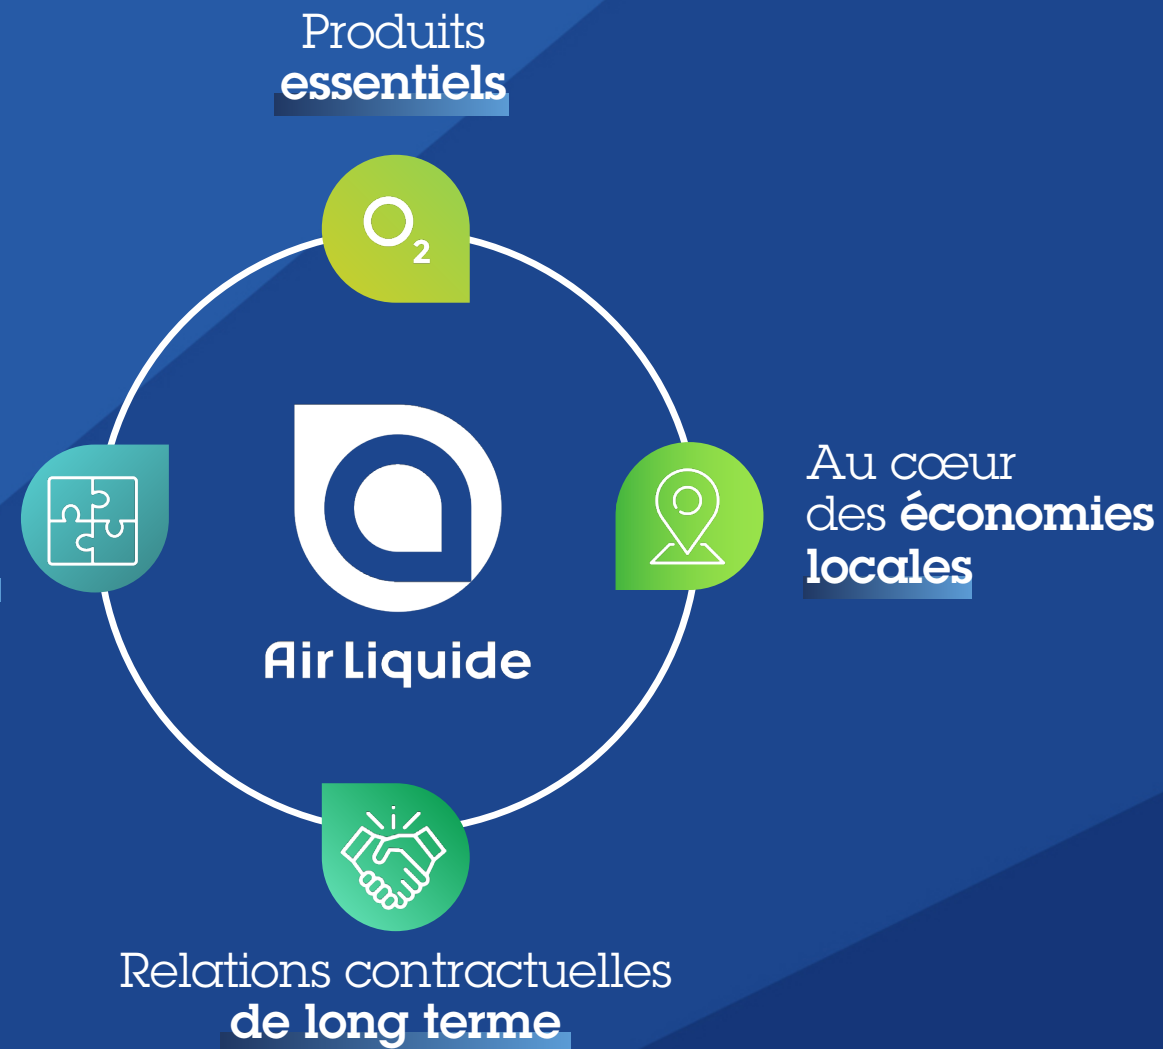 Produits
essentiels
O₂
Au cœur
des économies
locales
Air Liquide
Relations contractuelles
de long terme